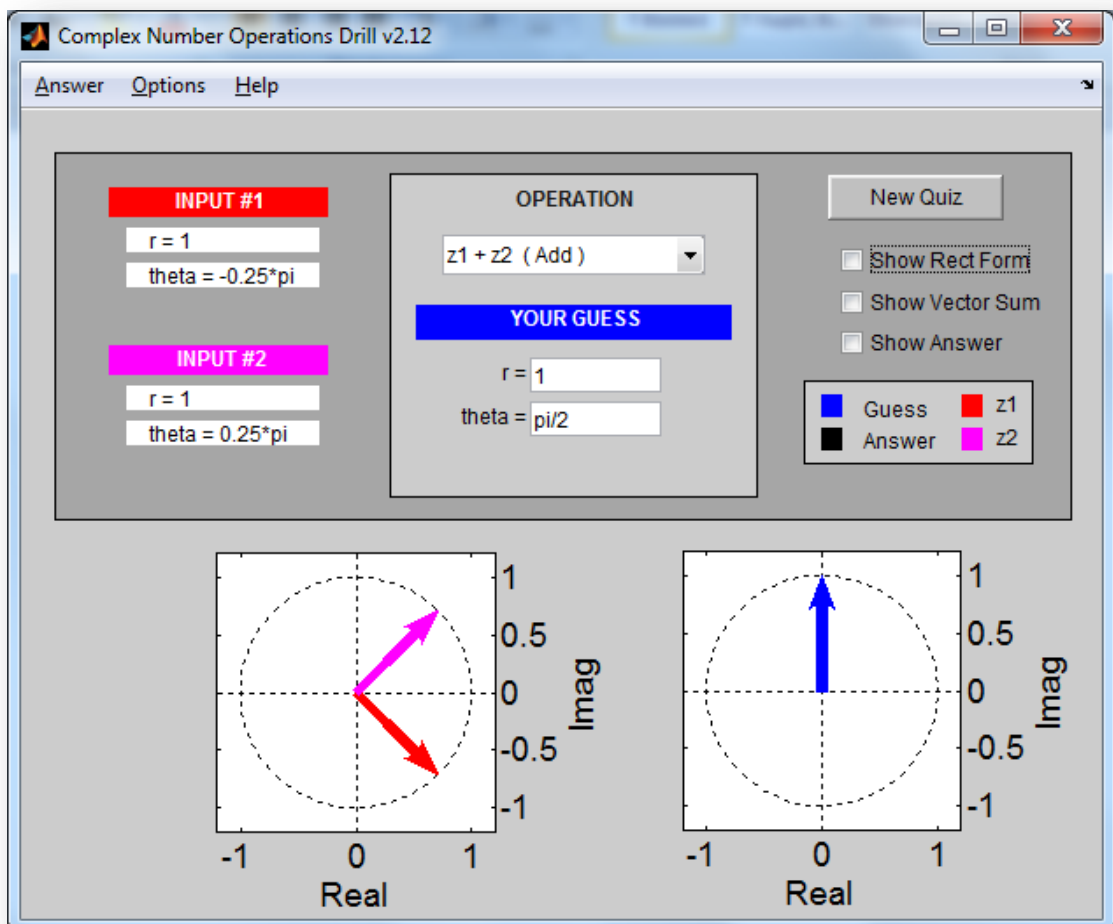 Complex Number Operations Drill v2.12
Answer Options Help
INPUT #1
r = 1
theta = -0.25*pi
INPUT #2
r = 1
theta = 0.25*pi
OPERATION
z1 + z2 ( Add )
YOUR GUESS
r = 1
theta = pi/2
New Quiz
Show Rect Form
Show Vector Sum
Show Answer
Guess z1
Answer z2
1
0.5
0
-0.5
-1
Imag
-1 0 1
Real
1
0.5
0
-0.5
-1
Imag
-1 0 1
Real